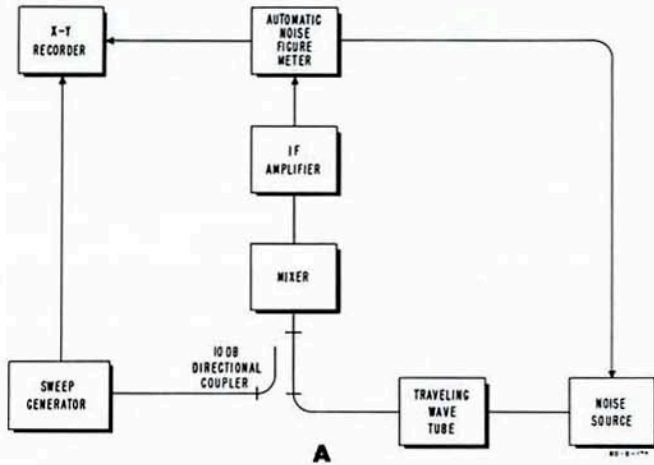 X-Y
RECORDER
AUTOMATIC
NOISE
FIGURE
METER
IF
AMPLIFIER
MIXER
10 DB
DIRECTIONAL
COUPLER
SWEEP
GENERATOR
TRAVELING
WAVE
TUBE
NOISE
SOURCE
A